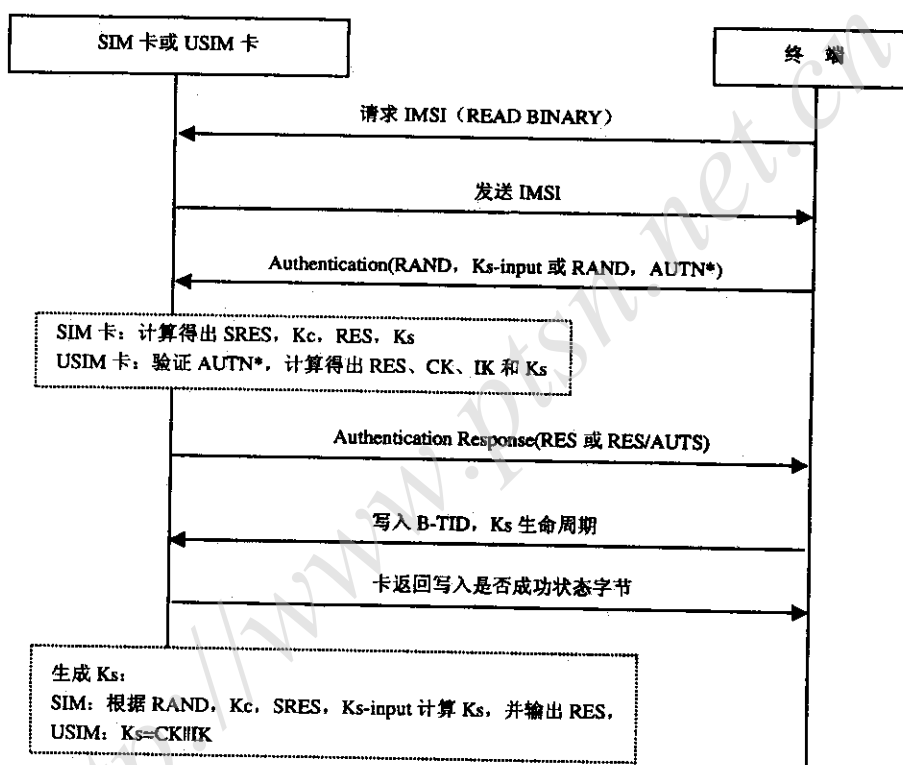 SIM 卡或 USIM 卡
终 端
请求 IMSI（READ BINARY）
发送 IMSI
Authentication(RAND，Ks-input 或 RAND，AUTN*)
SIM 卡：计算得出 SRES，Kc，RES，Ks
USIM 卡：验证 AUTN*，计算得出 RES、CK、IK 和 Ks
Authentication Response(RES 或 RES/AUTS)
写入 B-TID，Ks 生命周期
卡返回写入是否成功状态字节
生成 Ks：
SIM：根据 RAND，Kc，SRES，Ks-input 计算 Ks，并输出 RES，
USIM：Ks=CK||IK
://www.ptsn.net.cn